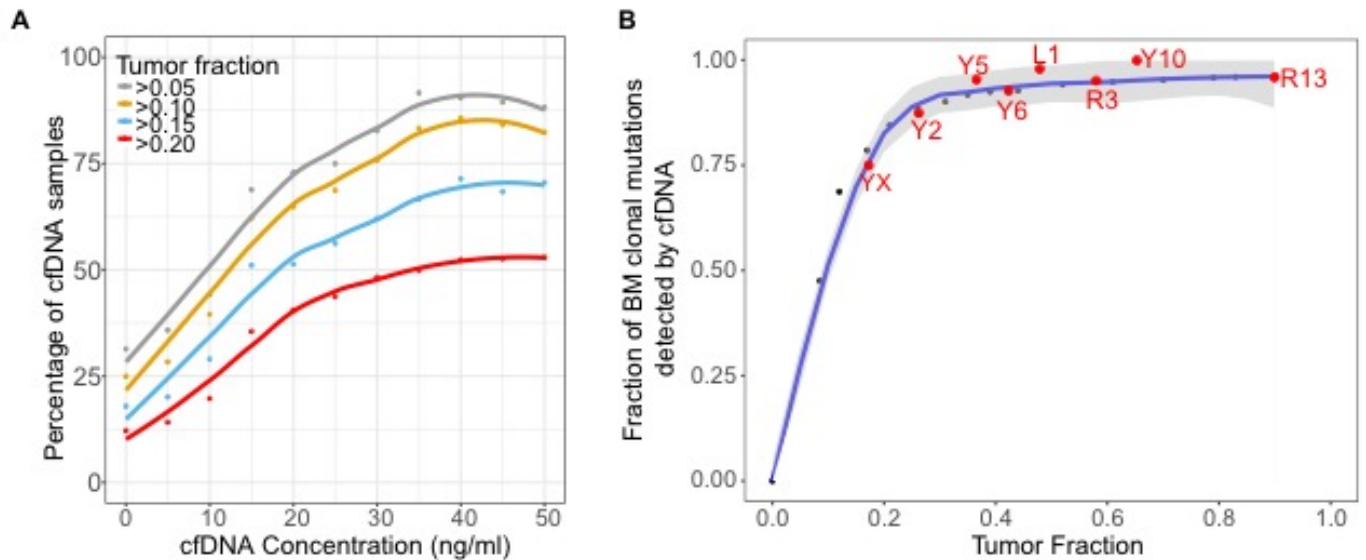 A
Percentage of cfDNA samples
100
75
50
25
0
Tumor fraction
>0.05
>0.10
>0.15
>0.20
0 10 20 30 40 50
cfDNA Concentration (ng/ml)
B
Fraction of BM clonal mutations
detected by cfDNA
1.00
0.75
0.50
0.25
0.00
Y5
L1
Y10
R13
Y2
Y6
R3
YX
0.0 0.2 0.4 0.6 0.8 1.0
Tumor Fraction